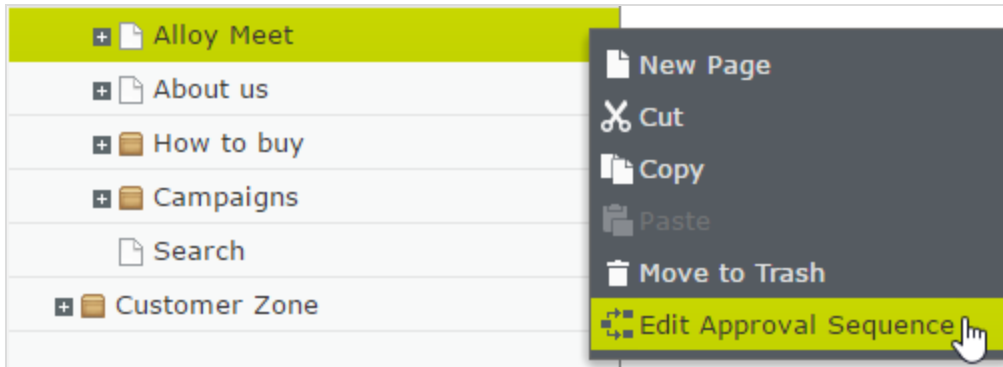 Alloy Meet
About us
How to buy
Campaigns
Search
Customer Zone
New Page
Cut
Copy
Paste
Move to Trash
Edit Approval Sequence